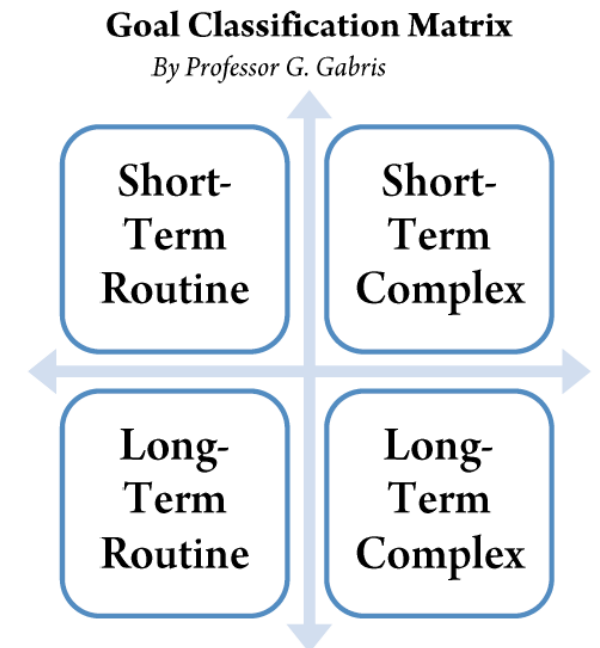 Goal Classification Matrix
By Professor G. Gabris
Short-
Term
Routine
Short-
Term
Complex
Long-
Term
Routine
Long-
Term
Complex